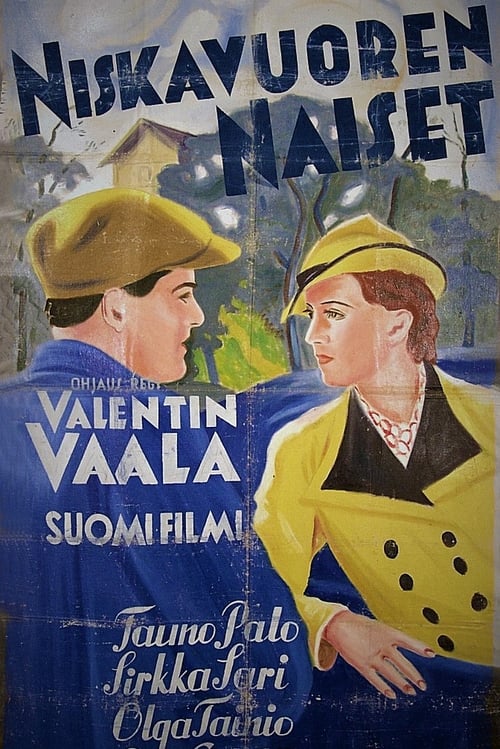 NISKAVUOREN
NAISET
OHJAUS REGI
VALENTIN
VAALA
SUOMI FILMI
Tauno Palo
Sirkka Sari
Olga Tainio